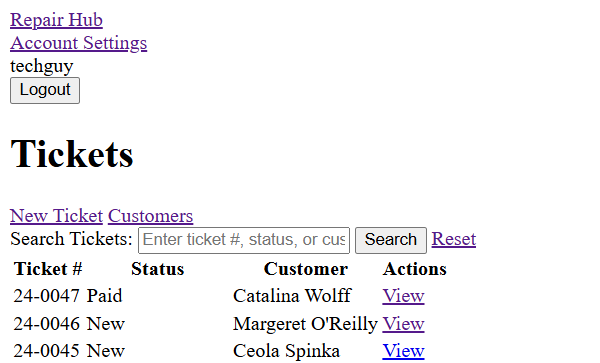 Repair Hub
Account Settings
techguy
Logout
Tickets
New Ticket Customers
Search Tickets: Enter ticket #, status, or cus Search Reset
Ticket # Status Customer Actions
24-0047 Paid Catalina Wolff View
24-0046 New Margeret O'Reilly View
24-0045 New Ceola Spinka View